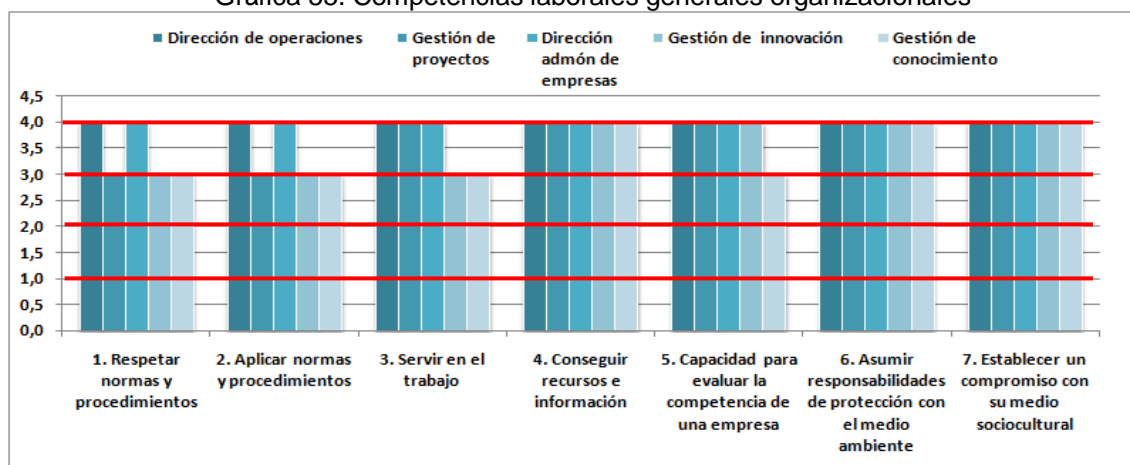 Gráfica 38. Competencias laborales generales organizacionales
Dirección de operaciones
Gestión de
proyectos
Dirección
admón de
empresas
Gestión de innovación
Gestión de
conocimiento
4,5
4,0
3,5
3,0
2,5
2,0
1,5
1,0
0,5
0,0
1. Respetar
normas y
procedimientos
2. Aplicar normas
y procedimientos
3. Servir en el
trabajo
4. Conseguir
recursos e
información
5. Capacidad para
evaluar la
competencia de
una empresa
6. Asumir
responsabilidades
de protección con
el medio
ambiente
7. Establecer un
compromiso con
su medio
sociocultural